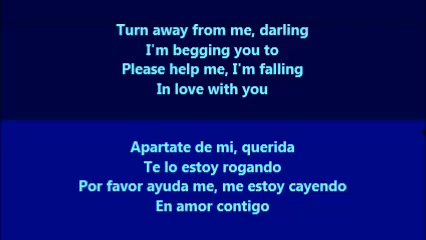 Turn away from me, darling
I'm begging you to
Please help me, I'm falling
In love with you
Apartate de mi, querida
Te lo estoy rogando
Por favor ayuda me, me estoy cayendo
En amor contigo